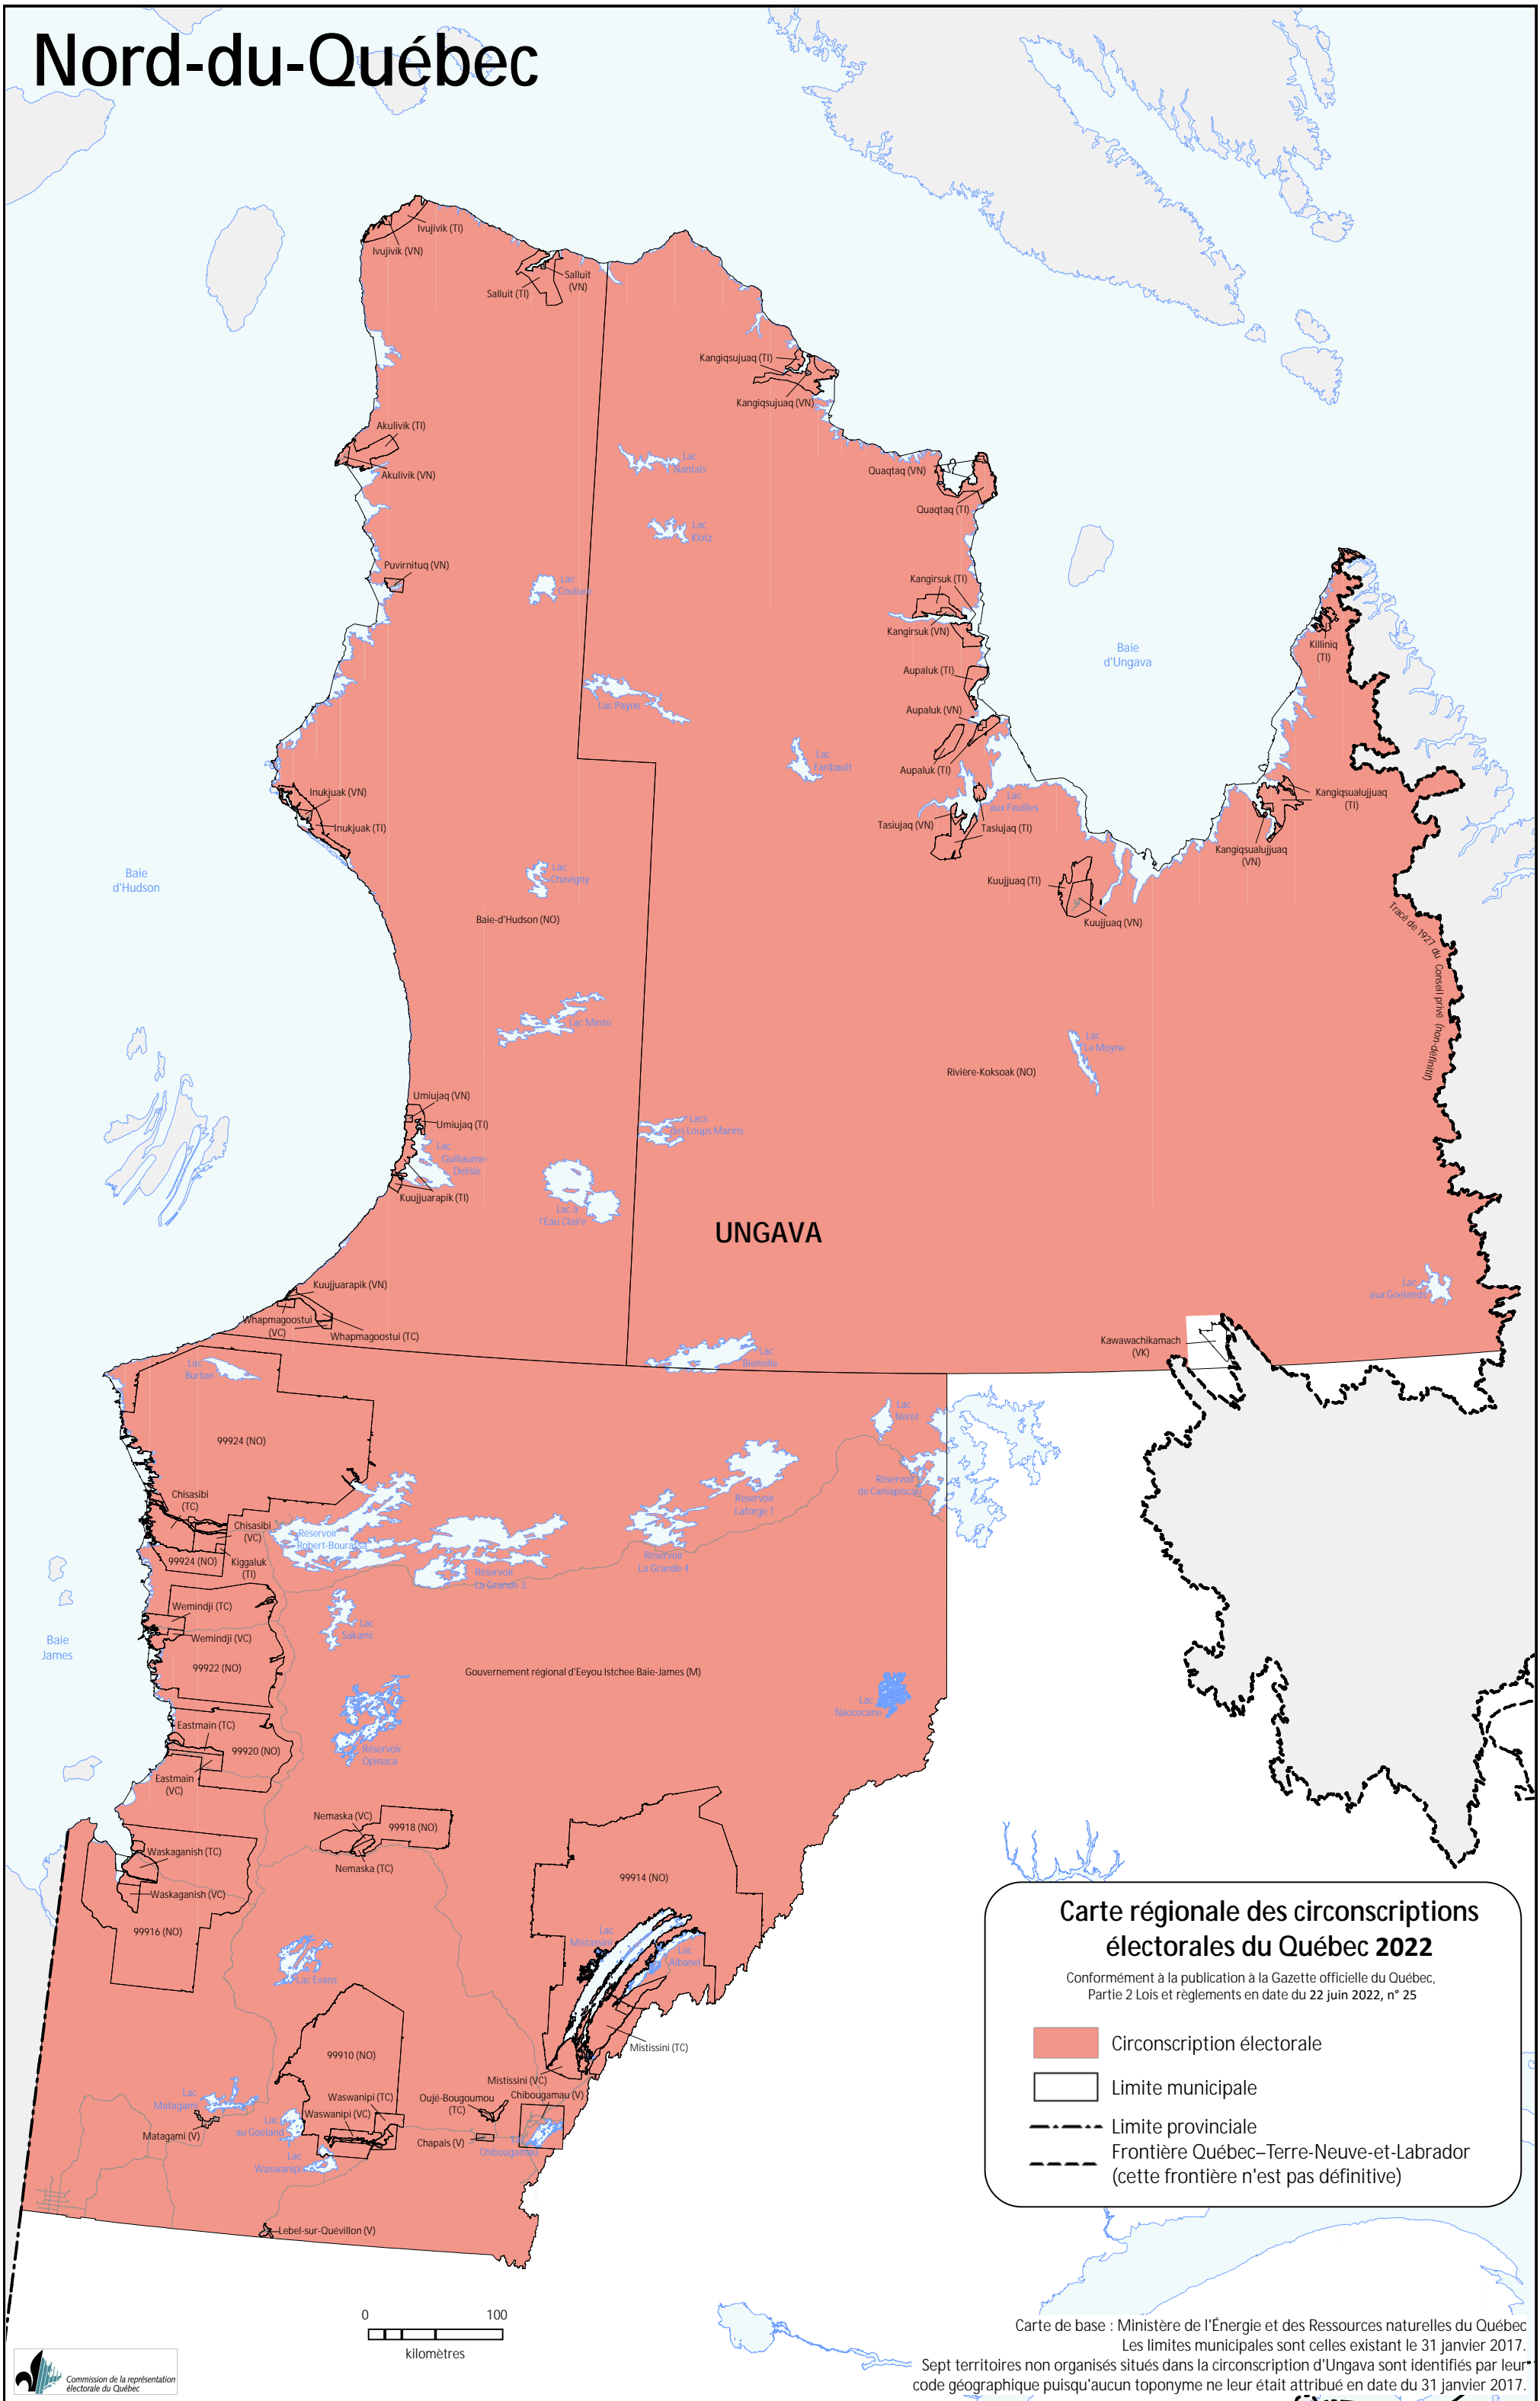 Nord-du-Québec
Ivujivik (TI)
Ivujivik (VN)
Salluit
(VN)
Salluit (TI)
Kangiqsujuaq (TI)
Kangiqsujuaq (VN)
Akulivik (TI)
Akulivik (VN)
Lac
Nantais
Quaqtaq (VN)
Quaqtaq (TI)
Lac
Klotz
Puvirnituq (VN)
Lac
Couture
Kangirsuk (TI)
Kangirsuk (VN)
Baie
d'Ungava
Killiniq
(TI)
Aupaluk (TI)
Lac Payne
Aupaluk (VN)
Lac
Faribault
Aupaluk (TI)
Inukjuak (VN)
Inukjuak (TI)
Lac
aux Feuilles
Kangiqsualujjuaq
(TI)
Tasiujaq (VN)
Tasiujaq (TI)
Kangiqsualujjuaq
(VN)
Baie
d'Hudson
Lac
Chavigny
Kuujjuaq (TI)
Kuujjuaq (VN)
Baie-d'Hudson (NO)
Tracé de 1927 du Conseil privé (non-définitif)
Lac Minto
Lac
Le Moyne
Rivière-Koksoak (NO)
Umiujaq (VN)
Umiujaq (TI)
Lac
Guillaume-
Delisle
Lacs
des Loups Marins
Kuujjuarapik (TI)
Lac à
l'Eau Claire
UNGAVA
Kuujjuarapik (VN)
Lac
aux Goélands
Whapmagoostui
(VC)
Whapmagoostui (TC)
Kawawachikamach
(VK)
Lac
Bienville
Lac
Burton
Lac
Néret
99924 (NO)
Réservoir
de Caniapiscau
Chisasibi
(TC)
Réservoir
Laforge 1
Chisasibi
(VC)
Réservoir
Robert-Bourassa
99924 (NO)
Kiggaluk
(TI)
Réservoir
La Grande 3
Réservoir
La Grande 4
Wemindji (TC)
Lac
Sakami
Baie
James
Wemindji (VC)
99922 (NO)
Gouvernement régional d'Eeyou Istchee Baie-James (M)
Lac
Naococane
Eastmain (TC)
99920 (NO)
Réservoir
Opinaca
Eastmain
(VC)
Nemaska (VC)
99918 (NO)
Nemaska (TC)
Waskaganish (TC)
99914 (NO)
Waskaganish (VC)
99916 (NO)
Lac
Mistassini
Lac
Albanel
Lac Evans
Mistissini (TC)
99910 (NO)
Mistissini (VC)
Lac
Matagami
Waswanipi (TC)
Oujé-Bougoumou
(TC)
Chibougamau (V)
Waswanipi (VC)
Matagami (V)
Lac
au Goéland
Chapais (V)
Lac
Chibougamau
Lac
Waswanipi
Lebel-sur-Quévillon (V)
Carte régionale des circonscriptions
électorales du Québec 2022
Conformément à la publication à la Gazette officielle du Québec,
Partie 2 Lois et règlements en date du 22 juin 2022, n° 25
Circonscription électorale
Limite municipale
Limite provinciale
Frontière Québec–Terre-Neuve-et-Labrador
(cette frontière n'est pas définitive)
0 100
kilomètres
Commission de la représentation
électorale du Québec
Carte de base : Ministère de l'Énergie et des Ressources naturelles du Québec
Les limites municipales sont celles existant le 31 janvier 2017.
Sept territoires non organisés situés dans la circonscription d'Ungava sont identifiés par leur
code géographique puisqu'aucun toponyme ne leur était attribué en date du 31 janvier 2017.